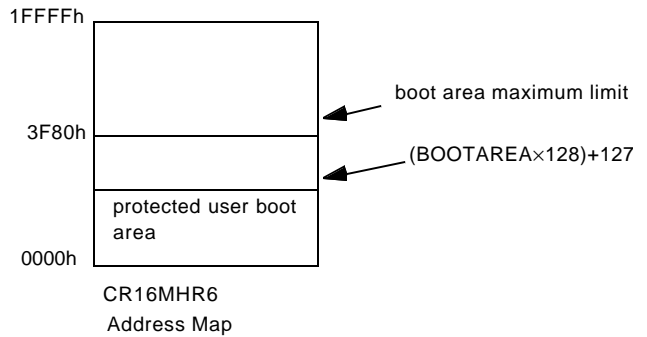 1FFFFh
boot area maximum limit
3F80h
(BOOTAREA×128)+127
protected user boot
area
0000h
CR16MHR6
Address Map